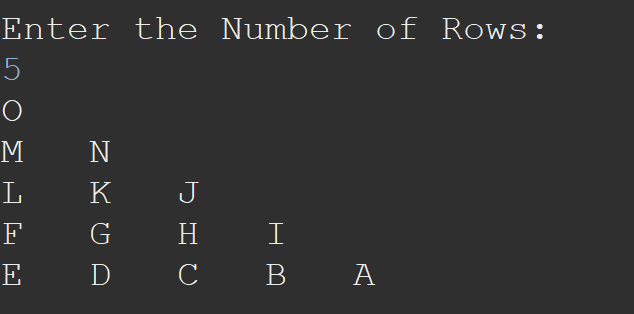 Enter the Number of Rows:
5
O
M N
L K J
F G H I
E D C B A